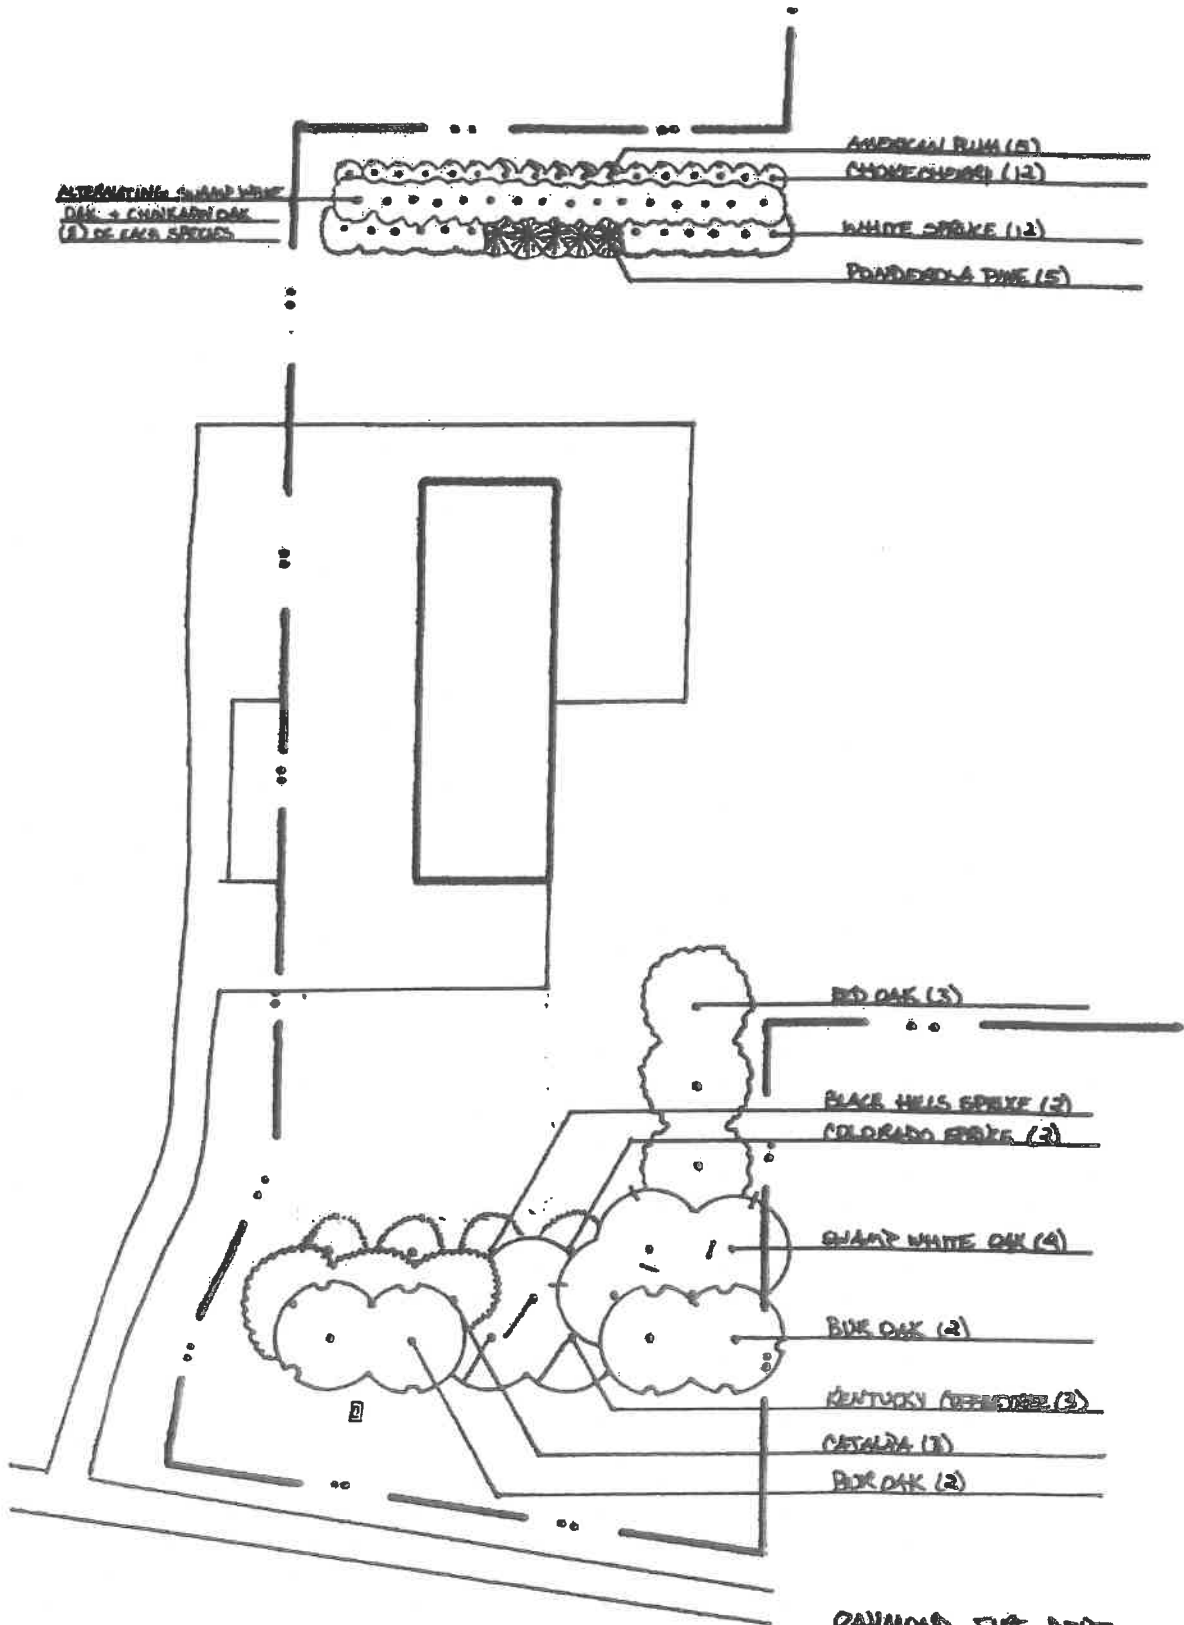 AMERICAN PLUM (5)
CHOKECHERRY (12)
ALTERNATING SWAMP WHITE
OAK + CHINKAPIN OAK
(8) OF EACH SPECIES
WHITE SPRUCE (12)
PONDEROSA PINE (5)
RED OAK (3)
BLACK HILLS SPRUCE (2)
COLORADO SPRUCE (2)
SWAMP WHITE OAK (4)
BUR OAK (2)
KENTUCKY COFFEETREE (3)
CATALPA (3)
BUR OAK (2)